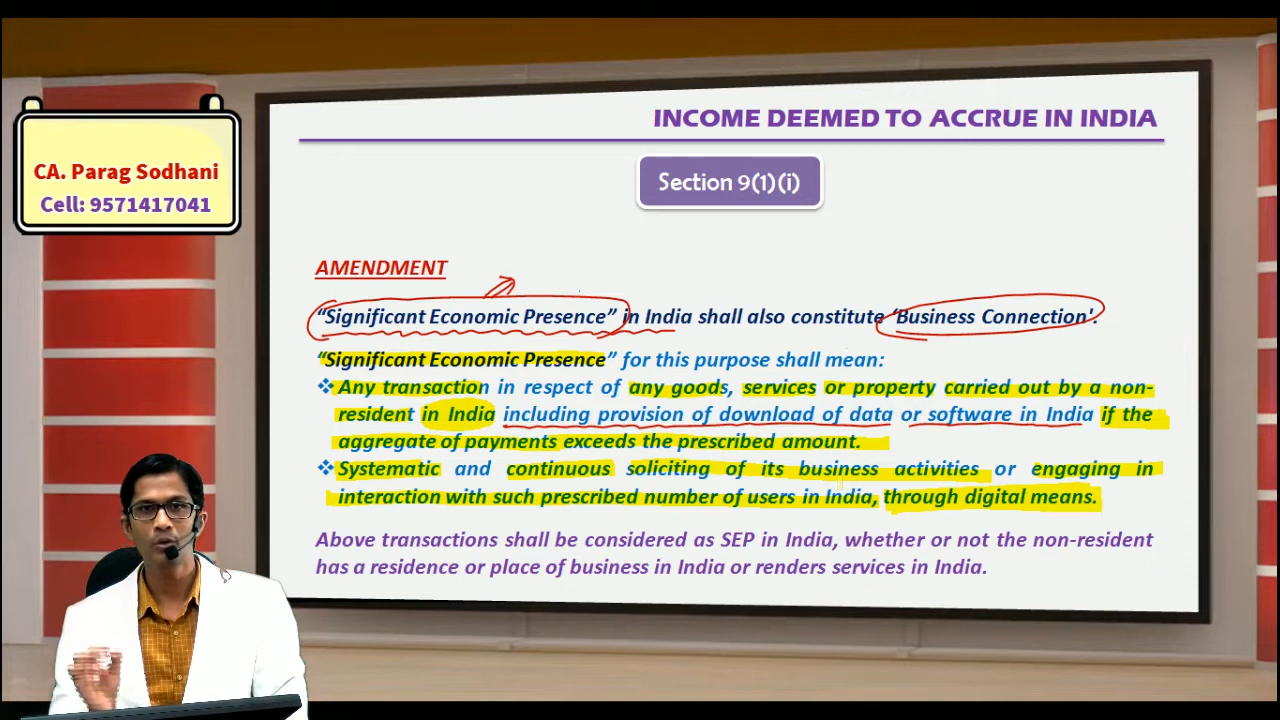 CA. Parag Sodhani
Cell: 9571417041
INCOME DEEMED TO ACCRUE IN INDIA
Section 9(1)(i)
AMENDMENT
“Significant Economic Presence” in India shall also constitute ‘Business Connection'.
“Significant Economic Presence” for this purpose shall mean:
❖Any transaction in respect of any goods, services or property carried out by a non-
resident in India including provision of download of data or software in India if the
aggregate of payments exceeds the prescribed amount.
❖Systematic and continuous soliciting of its business activities or engaging in
interaction with such prescribed number of users in India, through digital means.
Above transactions shall be considered as SEP in India, whether or not the non-resident
has a residence or place of business in India or renders services in India.